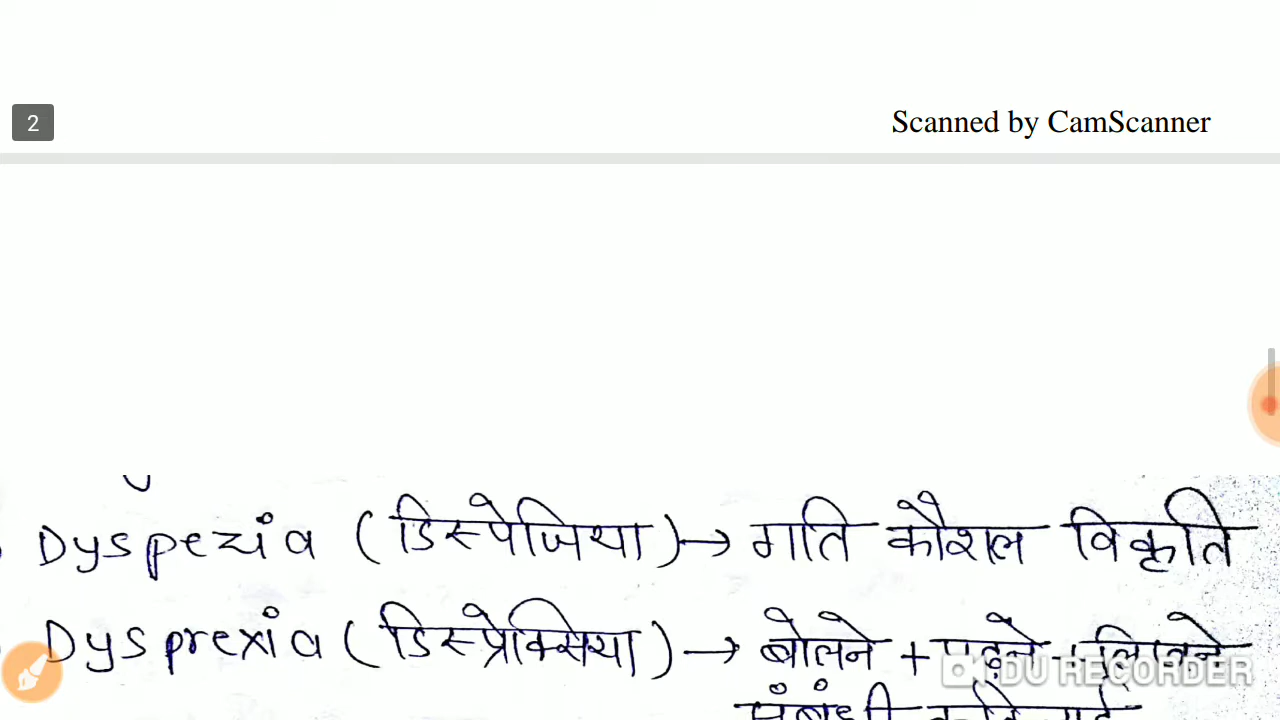 2
Scanned by CamScanner
Dyspezia (डिस्पेजिया) → गति कौशल विकृति
Dysprexia (डिस्प्रेक्सिया) → बोलने + पढ़ने + लिखने
DU RECORDER
संबंधी